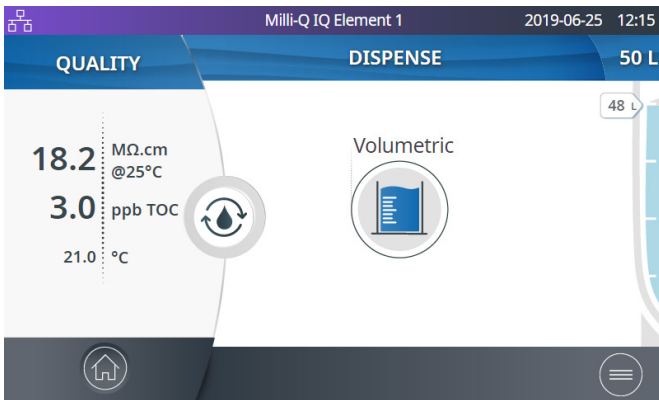 Milli-Q IQ Element 1 2019-06-25 12:15
QUALITY DISPENSE 50 L
48 L
Volumetric
18.2 MΩ.cm
@25°C
3.0 ppb TOC
21.0 °C